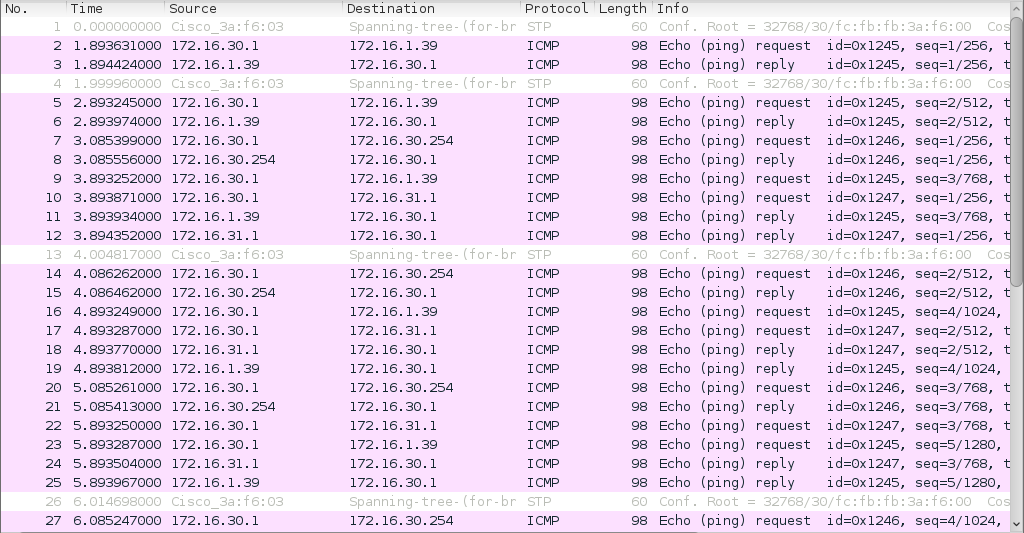 No. Time Source Destination Protocol Length Info
1 0.000000000 Cisco_3a:f6:03 Spanning-tree-(for-br STP 60 Conf. Root = 32768/30/fc:fb:fb:3a:f6:00 Cos
2 1.893631000 172.16.30.1 172.16.1.39 ICMP 98 Echo (ping) request id=0x1245, seq=1/256, t
3 1.894424000 172.16.1.39 172.16.30.1 ICMP 98 Echo (ping) reply id=0x1245, seq=1/256, t
4 1.999960000 Cisco_3a:f6:03 Spanning-tree-(for-br STP 60 Conf. Root = 32768/30/fc:fb:fb:3a:f6:00 Cos
5 2.893245000 172.16.30.1 172.16.1.39 ICMP 98 Echo (ping) request id=0x1245, seq=2/512, t
6 2.893974000 172.16.1.39 172.16.30.1 ICMP 98 Echo (ping) reply id=0x1245, seq=2/512, t
7 3.085399000 172.16.30.1 172.16.30.254 ICMP 98 Echo (ping) request id=0x1246, seq=1/256, t
8 3.085556000 172.16.30.254 172.16.30.1 ICMP 98 Echo (ping) reply id=0x1246, seq=1/256, t
9 3.893252000 172.16.30.1 172.16.1.39 ICMP 98 Echo (ping) request id=0x1245, seq=3/768, t
10 3.893871000 172.16.30.1 172.16.31.1 ICMP 98 Echo (ping) request id=0x1247, seq=1/256, t
11 3.893934000 172.16.1.39 172.16.30.1 ICMP 98 Echo (ping) reply id=0x1245, seq=3/768, t
12 3.894352000 172.16.31.1 172.16.30.1 ICMP 98 Echo (ping) reply id=0x1247, seq=1/256, t
13 4.004817000 Cisco_3a:f6:03 Spanning-tree-(for-br STP 60 Conf. Root = 32768/30/fc:fb:fb:3a:f6:00 Cos
14 4.086262000 172.16.30.1 172.16.30.254 ICMP 98 Echo (ping) request id=0x1246, seq=2/512, t
15 4.086462000 172.16.30.254 172.16.30.1 ICMP 98 Echo (ping) reply id=0x1246, seq=2/512, t
16 4.893249000 172.16.30.1 172.16.1.39 ICMP 98 Echo (ping) request id=0x1245, seq=4/1024,
17 4.893287000 172.16.30.1 172.16.31.1 ICMP 98 Echo (ping) request id=0x1247, seq=2/512, t
18 4.893770000 172.16.31.1 172.16.30.1 ICMP 98 Echo (ping) reply id=0x1247, seq=2/512, t
19 4.893812000 172.16.1.39 172.16.30.1 ICMP 98 Echo (ping) reply id=0x1245, seq=4/1024,
20 5.085261000 172.16.30.1 172.16.30.254 ICMP 98 Echo (ping) request id=0x1246, seq=3/768, t
21 5.085413000 172.16.30.254 172.16.30.1 ICMP 98 Echo (ping) reply id=0x1246, seq=3/768, t
22 5.893250000 172.16.30.1 172.16.31.1 ICMP 98 Echo (ping) request id=0x1247, seq=3/768, t
23 5.893287000 172.16.30.1 172.16.1.39 ICMP 98 Echo (ping) request id=0x1245, seq=5/1280,
24 5.893504000 172.16.31.1 172.16.30.1 ICMP 98 Echo (ping) reply id=0x1247, seq=3/768, t
25 5.893967000 172.16.1.39 172.16.30.1 ICMP 98 Echo (ping) reply id=0x1245, seq=5/1280,
26 6.014698000 Cisco_3a:f6:03 Spanning-tree-(for-br STP 60 Conf. Root = 32768/30/fc:fb:fb:3a:f6:00 Cos
27 6.085247000 172.16.30.1 172.16.30.254 ICMP 98 Echo (ping) request id=0x1246, seq=4/1024,